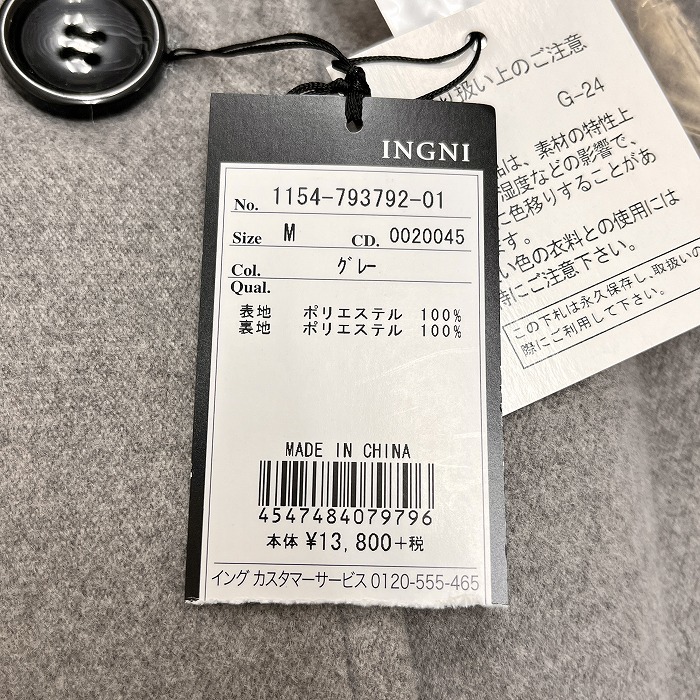 INGNI
No. 1154-793792-01
Size M CD. 0020045
Col. グレー
Qual.
表地 ポリエステル 100%
裏地 ポリエステル 100%
MADE IN CHINA
4547484079796
本体 ¥13,800+税
イング カスタマーサービス 0120-555-465
扱い上のご注意
G-24
は、素材の特性上
湿度などの影響で、
に色移りすることがあ
ます。
い色の衣料との使用には
にご注意下さい。
この下札は永久保存し、取扱いの
際にご利用して下さい。